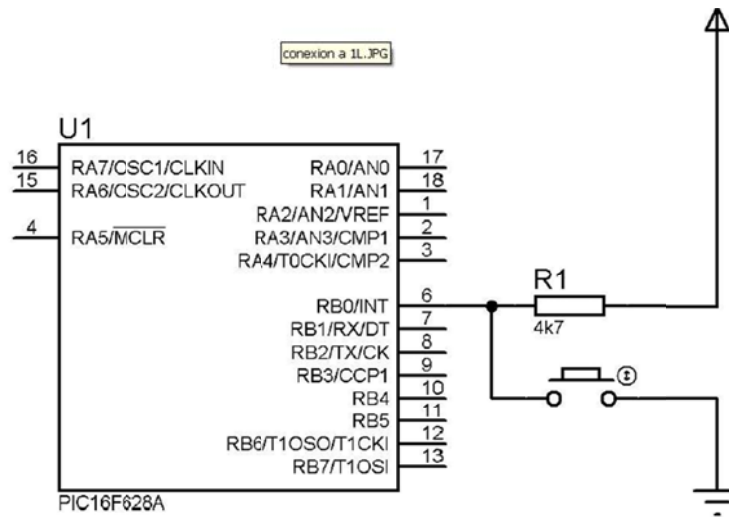 conexion a 1L.JPG
U1
16 RA7/OSC1/CLKIN RA0/AN0 17
15 RA6/OSC2/CLKOUT RA1/AN1 18
RA2/AN2/VREF 1
4 RA5/MCLR RA3/AN3/CMP1 2
RA4/T0CKI/CMP2 3
RB0/INT 6
R1
RB1/RX/DT 7
4k7
RB2/TX/CK 8
RB3/CCP1 9
RB4 10
RB5 11
RB6/T1OSO/T1CKI 12
RB7/T1OSI 13
PIC16F628A